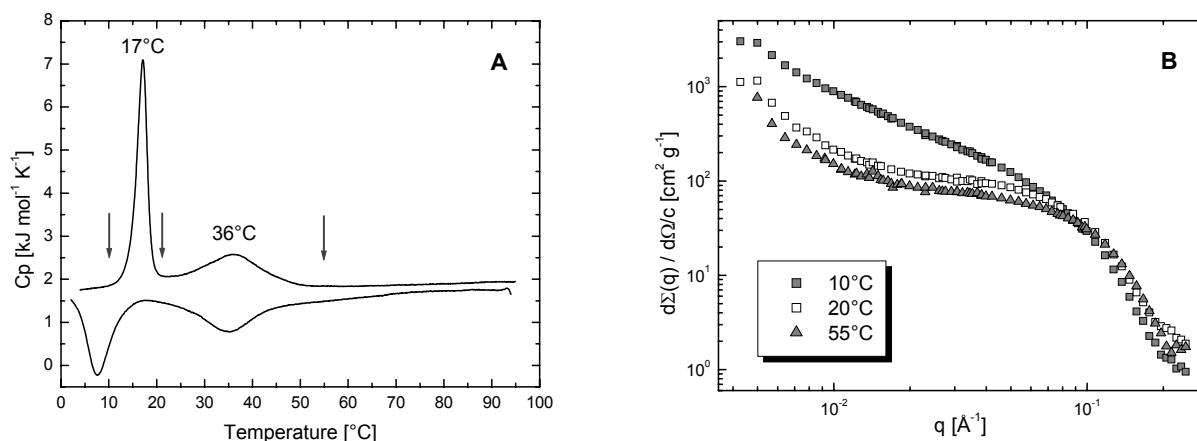 A
17°C
36°C
8
7
6
5
4
3
2
1
0
Cp [kJ mol⁻¹ K⁻¹]
0 10 20 30 40 50 60 70 80 90 100
Temperature [°C]
B
10³
10²
10¹
10⁰
dΣ(q) / dΩ/c [cm² g⁻¹]
10°C
20°C
55°C
10⁻² 10⁻¹
q [Å⁻¹]